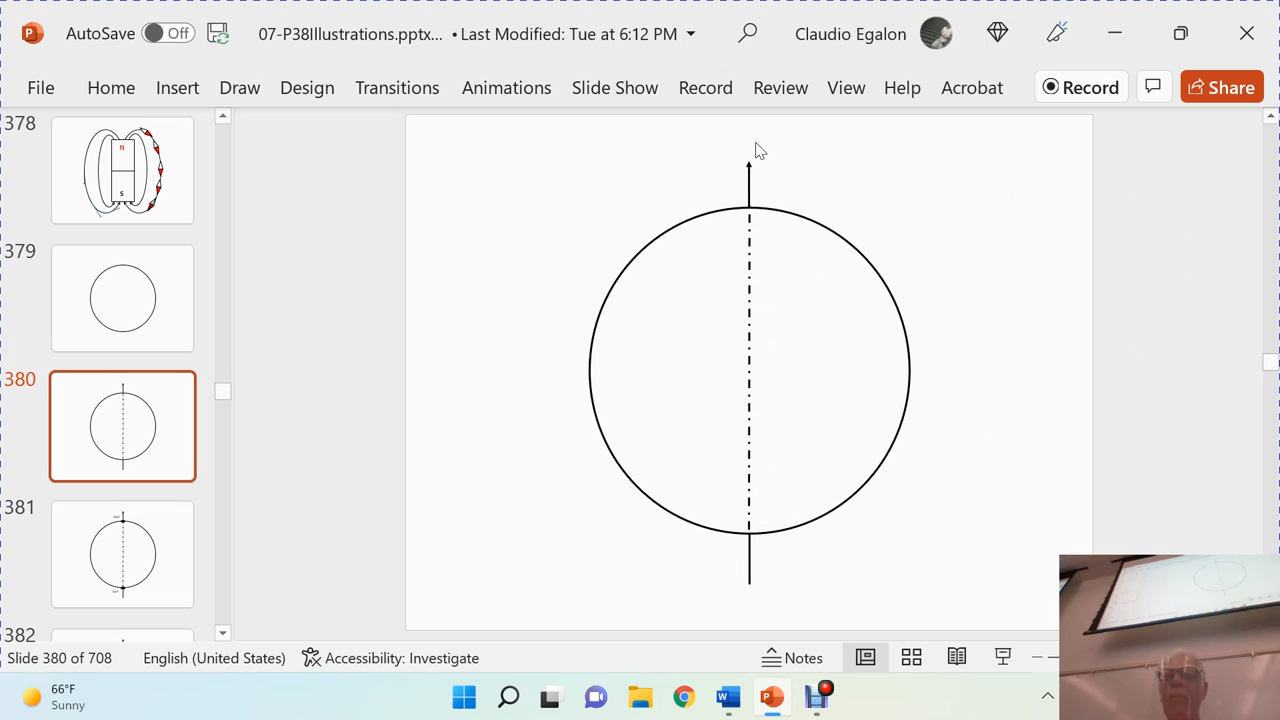 AutoSave Off 07-P38Illustrations.pptx... • Last Modified: Tue at 6:12 PM Claudio Egalon
File Home Insert Draw Design Transitions Animations Slide Show Record Review View Help Acrobat Record Share
378
N
S
379
380
381
382
Slide 380 of 708 English (United States) Accessibility: Investigate Notes
66°F
Sunny